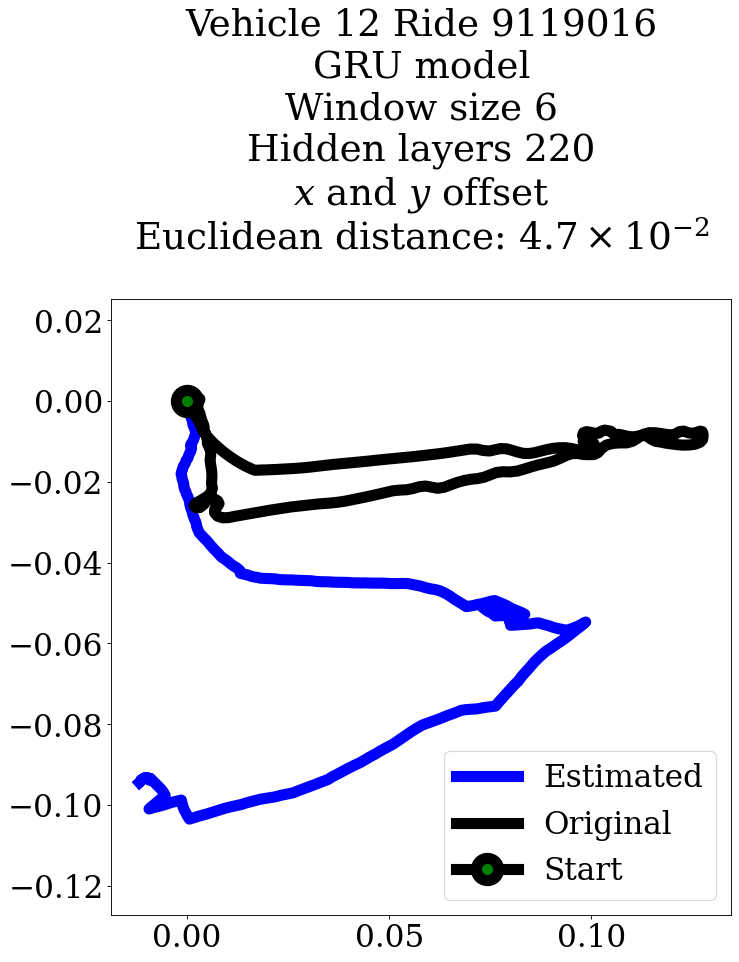 Vehicle 12 Ride 9119016
GRU model
Window size 6
Hidden layers 220
x and y offset
Euclidean distance: 4.7 × 10⁻²
0.02
0.00
−0.02
−0.04
−0.06
−0.08
−0.10
−0.12
Estimated
Original
Start
0.00 0.05 0.10